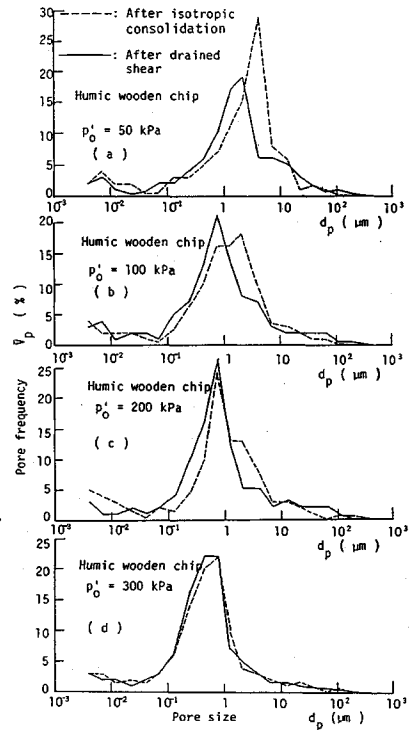 -----: After isotropic
consolidation
——: After drained
shear
Humic wooden chip
p'o = 50 kPa
( a )
30
25
20
15
10
5
0
10⁻³ 10⁻² 10⁻¹ 1 10 10² 10³
dp ( μm )
Humic wooden chip
p'o = 100 kPa
( b )
20
15
10
5
0
10⁻³ 10⁻² 10⁻¹ 1 10 10² 10³
dp ( μm )
Humic wooden chip
p'o = 200 kPa
( c )
25
20
15
10
5
0
10⁻³ 10⁻² 10⁻¹ 1 10 10² 10³
dp ( μm )
Humic wooden chip
p'o = 300 kPa
( d )
20
15
10
5
0
10⁻³ 10⁻² 10⁻¹ 1 10 10² 10³
Pore size dp ( μm )
Pore frequency V̄p ( % )